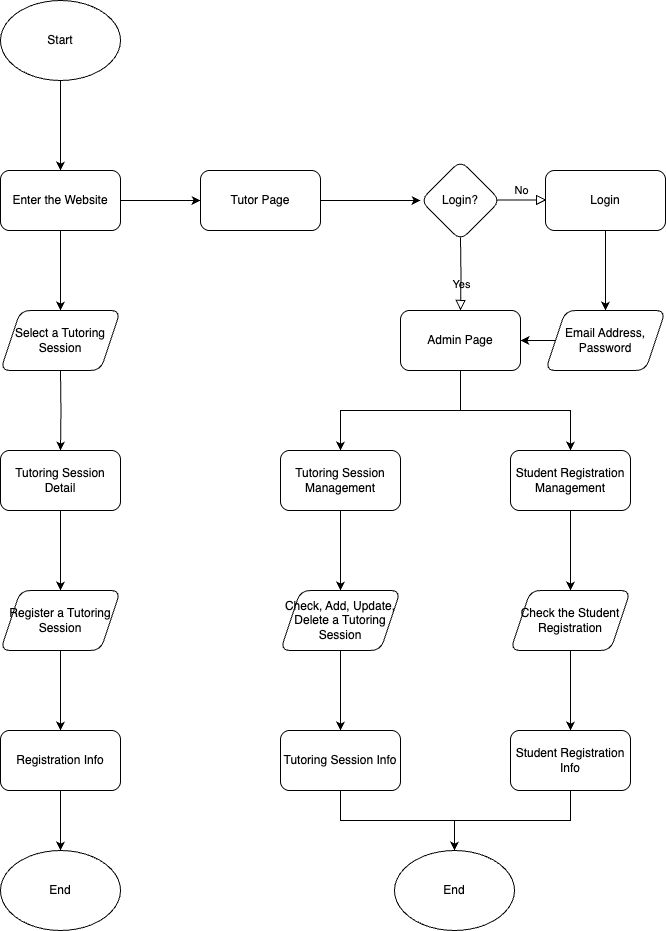 Start
Enter the Website
Tutor Page
Login?
No
Login
Yes
Select a Tutoring
Session
Admin Page
Email Address,
Password
Tutoring Session
Detail
Tutoring Session
Management
Student Registration
Management
Register a Tutoring
Session
Check, Add, Update,
Delete a Tutoring
Session
Check the Student
Registration
Registration Info
Tutoring Session Info
Student Registration
Info
End
End